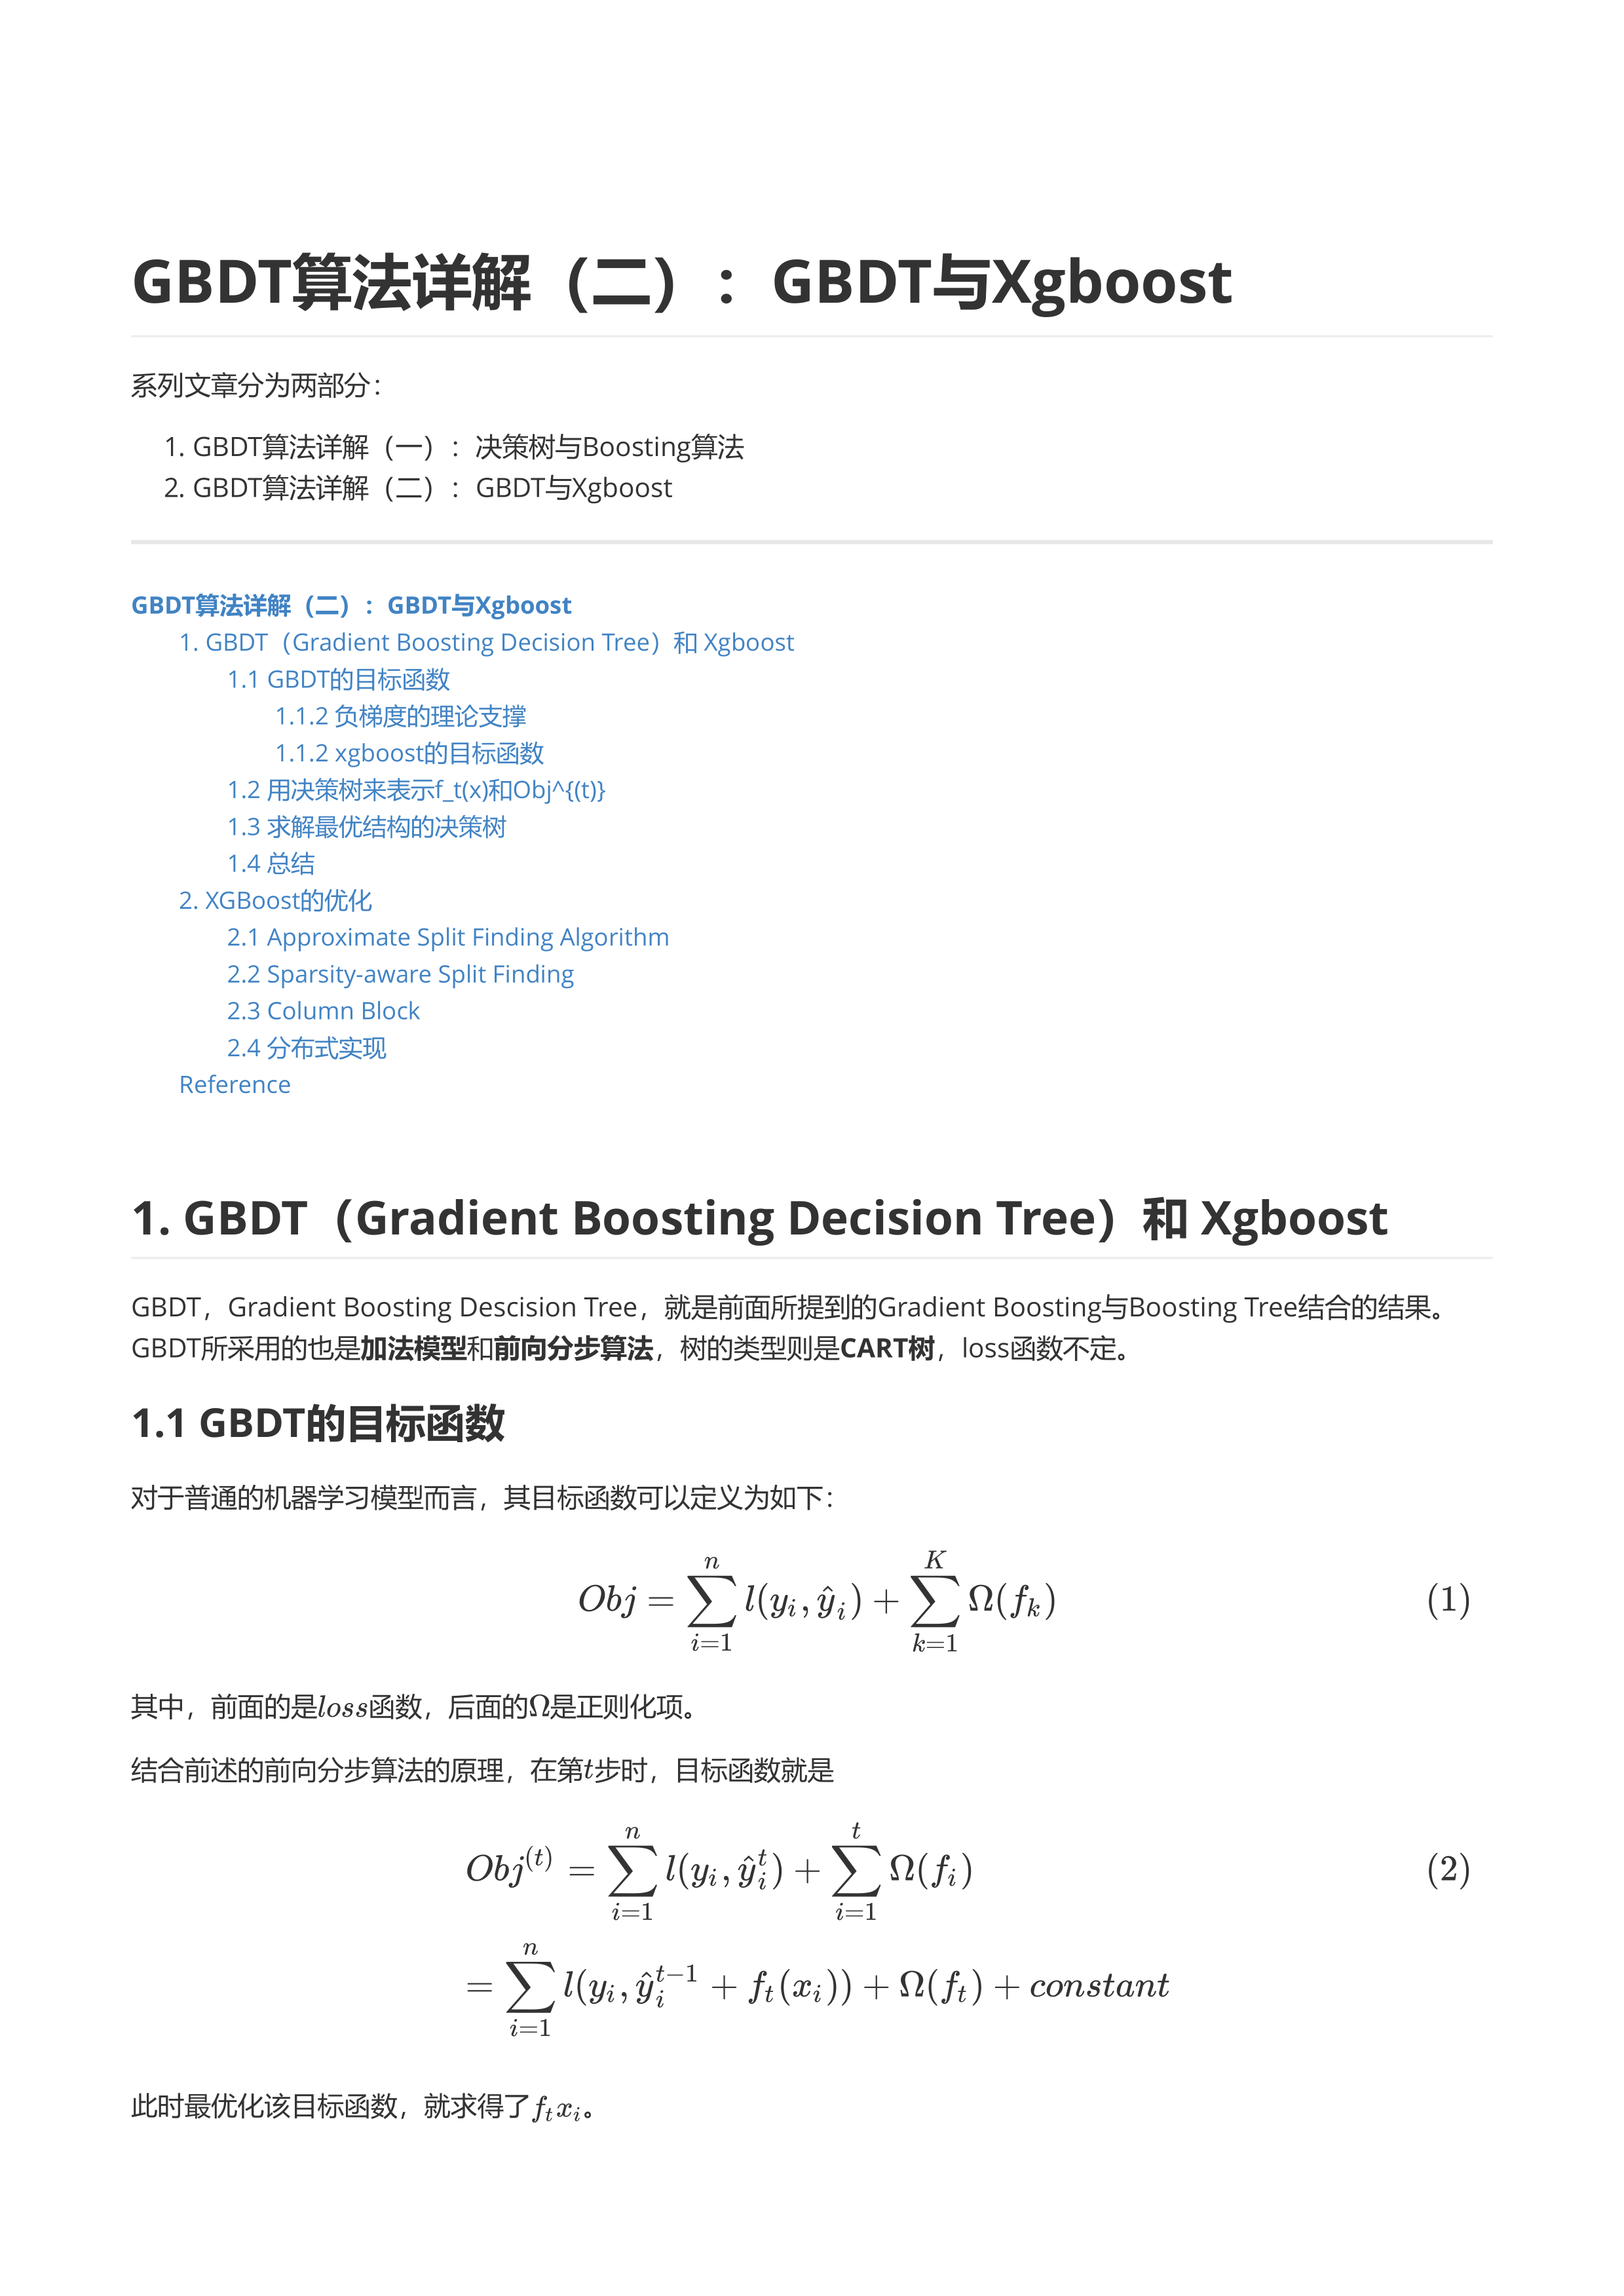 GBDT算法详解（二）：GBDT与Xgboost
系列文章分为两部分：
1. GBDT算法详解（一）：决策树与Boosting算法
2. GBDT算法详解（二）：GBDT与Xgboost
GBDT算法详解（二）：GBDT与Xgboost
1. GBDT（Gradient Boosting Decision Tree）和 Xgboost
1.1 GBDT的目标函数
1.1.2 负梯度的理论支撑
1.1.2 xgboost的目标函数
1.2 用决策树来表示f_t(x)和Obj^{(t)}
1.3 求解最优结构的决策树
1.4 总结
2. XGBoost的优化
2.1 Approximate Split Finding Algorithm
2.2 Sparsity-aware Split Finding
2.3 Column Block
2.4 分布式实现
Reference
1. GBDT（Gradient Boosting Decision Tree）和 Xgboost
GBDT，Gradient Boosting Descision Tree，就是前面所提到的Gradient Boosting与Boosting Tree结合的结果。
GBDT所采用的也是加法模型和前向分步算法，树的类型则是CART树，loss函数不定。
1.1 GBDT的目标函数
对于普通的机器学习模型而言，其目标函数可以定义为如下：
$Obj = \sum_{i=1}^{n} l(y_i, \hat{y}_i) + \sum_{k=1}^{K} \Omega(f_k)$ (1)
其中，前面的是$loss$函数，后面的$\Omega$是正则化项。
结合前述的前向分步算法的原理，在第$t$步时，目标函数就是
$Obj^{(t)} = \sum_{i=1}^{n} l(y_i, \hat{y}_i^t) + \sum_{i=1}^{t} \Omega(f_i)$ (2)
$= \sum_{i=1}^{n} l(y_i, \hat{y}_i^{t-1} + f_t(x_i)) + \Omega(f_t) + constant$
此时最优化该目标函数，就求得了$f_t x_i$。